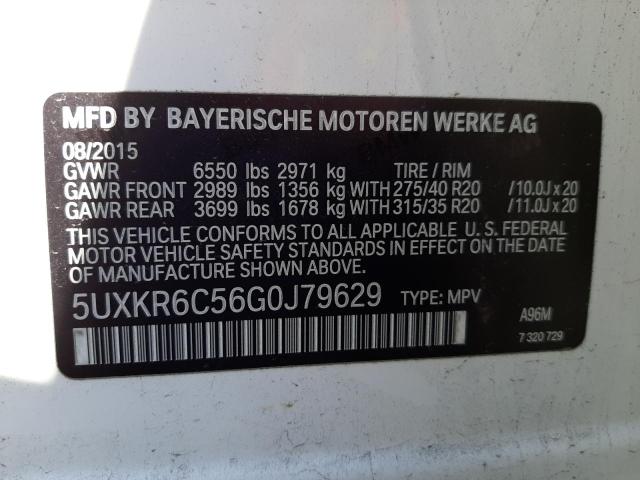 MFD BY BAYERISCHE MOTOREN WERKE AG
08/2015
GVWR 6550 lbs 2971 kg TIRE / RIM
GAWR FRONT 2989 lbs 1356 kg WITH 275/40 R20 /10.0J x 20
GAWR REAR 3699 lbs 1678 kg WITH 315/35 R20 /11.0J x 20
THIS VEHICLE CONFORMS TO ALL APPLICABLE U. S. FEDERAL
MOTOR VEHICLE SAFETY STANDARDS IN EFFECT ON THE DATE
OF MANUFACTURE SHOWN ABOVE.
5UXKR6C56G0J79629 TYPE: MPV A96M
7 320 729